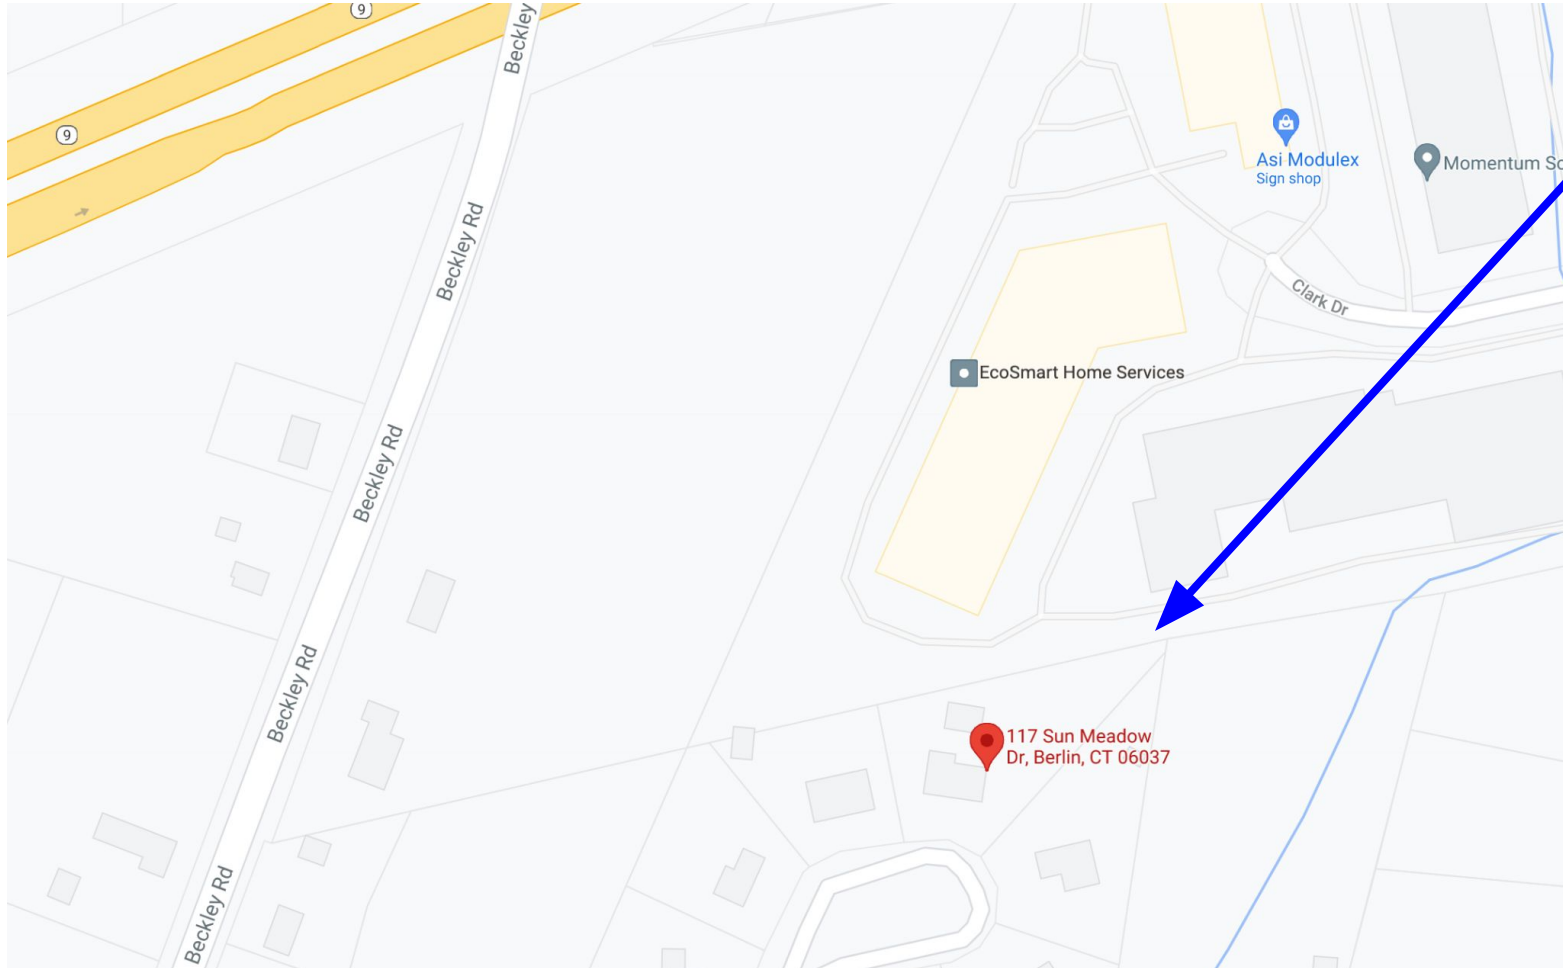 9
Beckley
9
Asi Modulex
Sign shop
Momentum Sc
Beckley Rd
Clark Dr
EcoSmart Home Services
Beckley Rd
Beckley Rd
117 Sun Meadow
Dr, Berlin, CT 06037
Beckley Rd